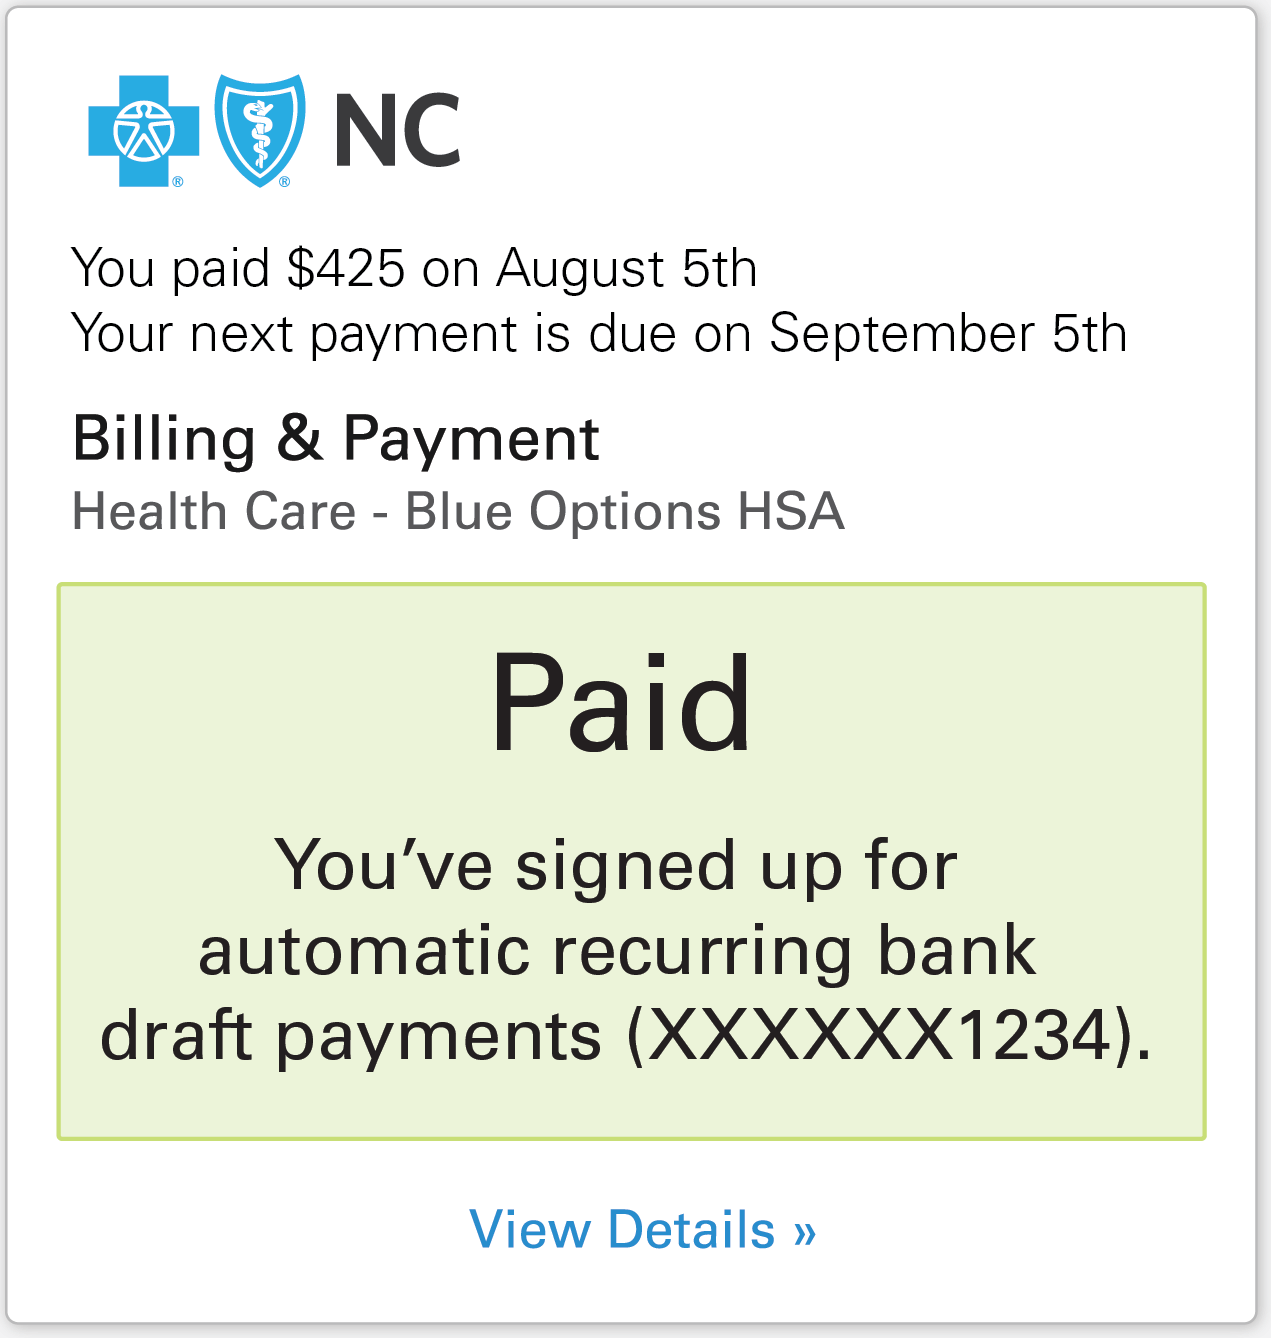 NC
You paid $425 on August 5th
Your next payment is due on September 5th
Billing & Payment
Health Care - Blue Options HSA
Paid
You’ve signed up for
automatic recurring bank
draft payments (XXXXXX1234).
View Details »